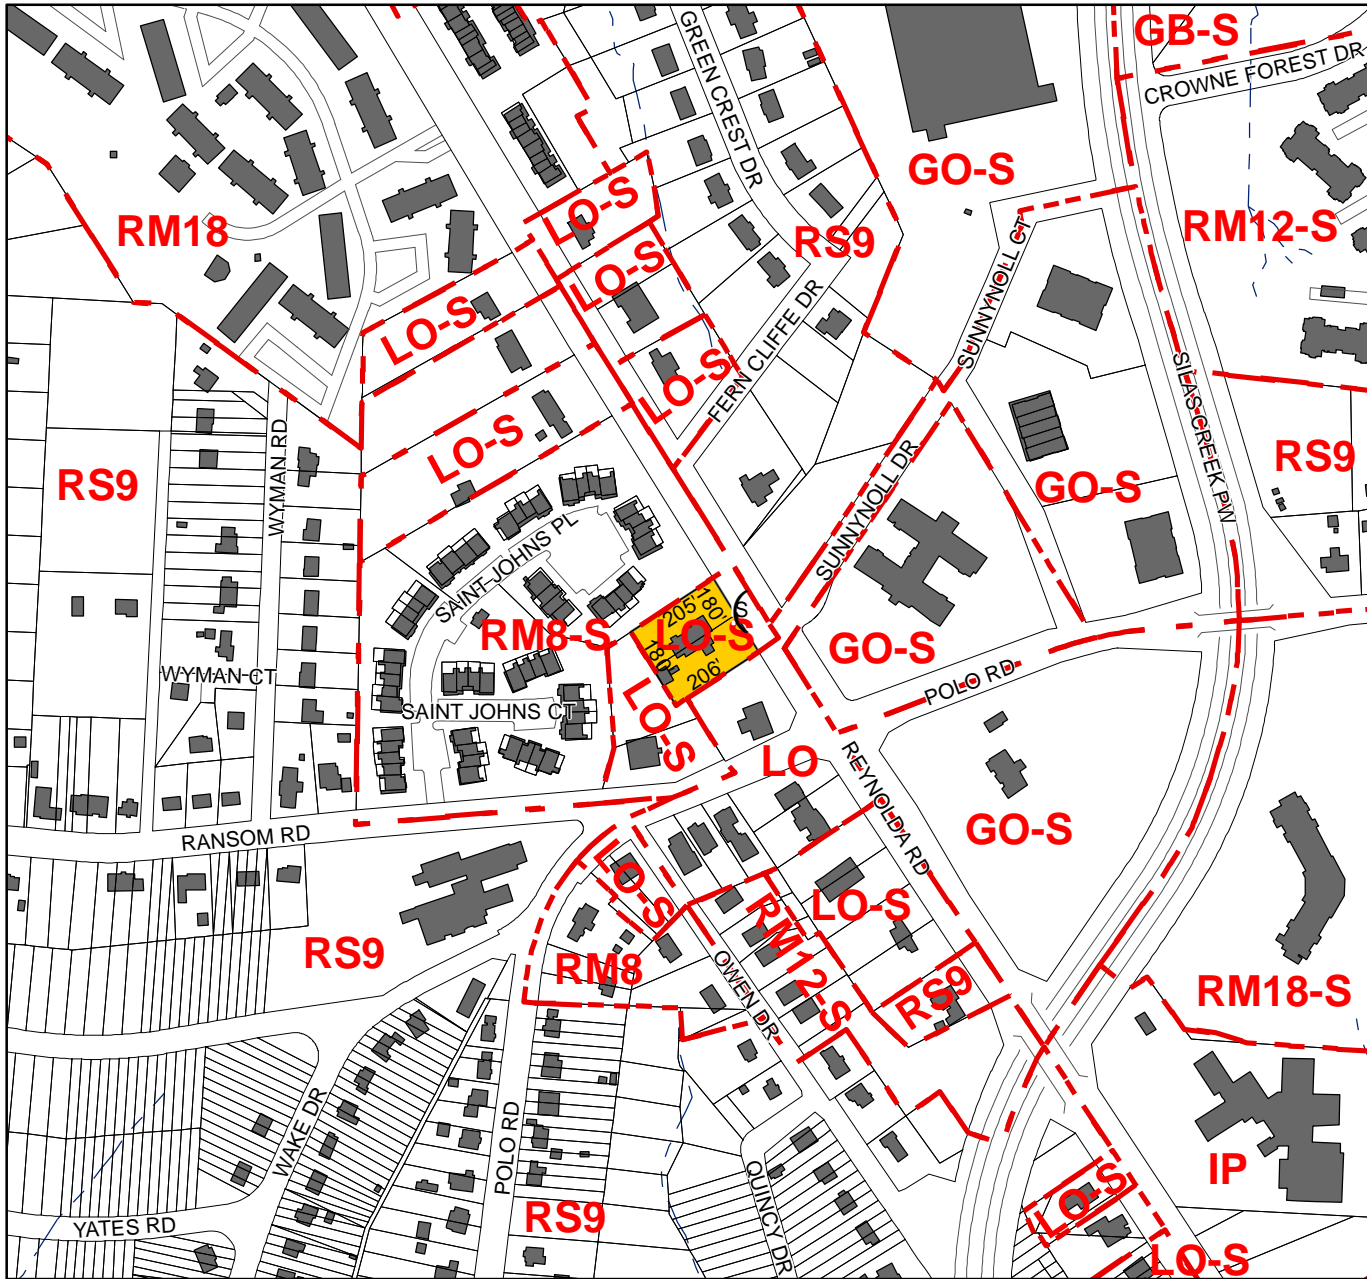 GB-S
CROWNE FOREST DR
GREEN CREST DR
GO-S
LO-S
RM18
RS9
RM12-S
LO-S
SUNNYNOLL CT
LO-S
FERN CLIFFE DR
LO-S
SILAS CREEK PW
LO-S
WYMAN RD
RS9
RS9
GO-S
SUNNYNOLL DR
SAINT JOHNS PL
205'
180'
S
RM8-S
LO-S
GO-S
180'
206'
WYMAN CT
POLO RD
SAINT JOHNS CT
LO-S
LO
REYNOLDA RD
RANSOM RD
GO-S
LO-S
LO-S
RM12-S
RS9
RM8
RS9
OWEN DR
RM18-S
WAKE DR
POLO RD
QUINCY DR
IP
LO-S
YATES RD
RS9
LO-S